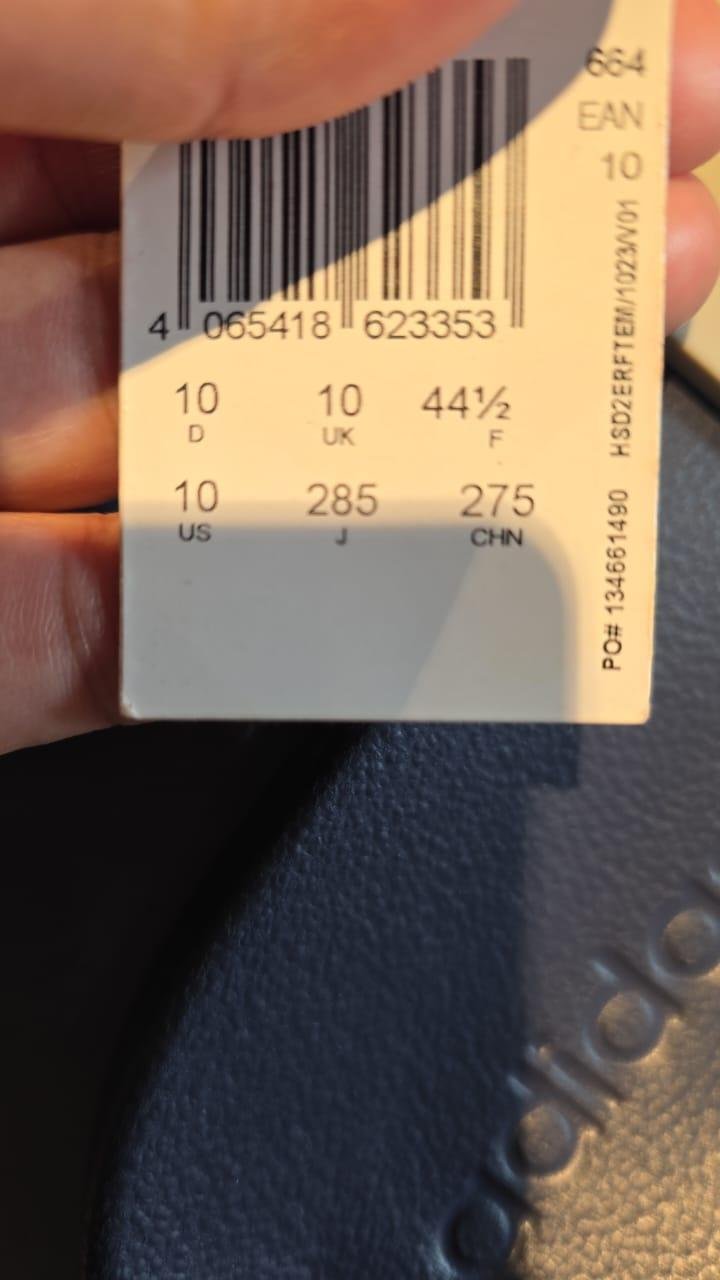 664
EAN
10
4 065418 623353
10 10 44½
D UK F
10 285 275
US J CHN
PO# 134661490 HSD2ERFTEM/1023/V01
adidas